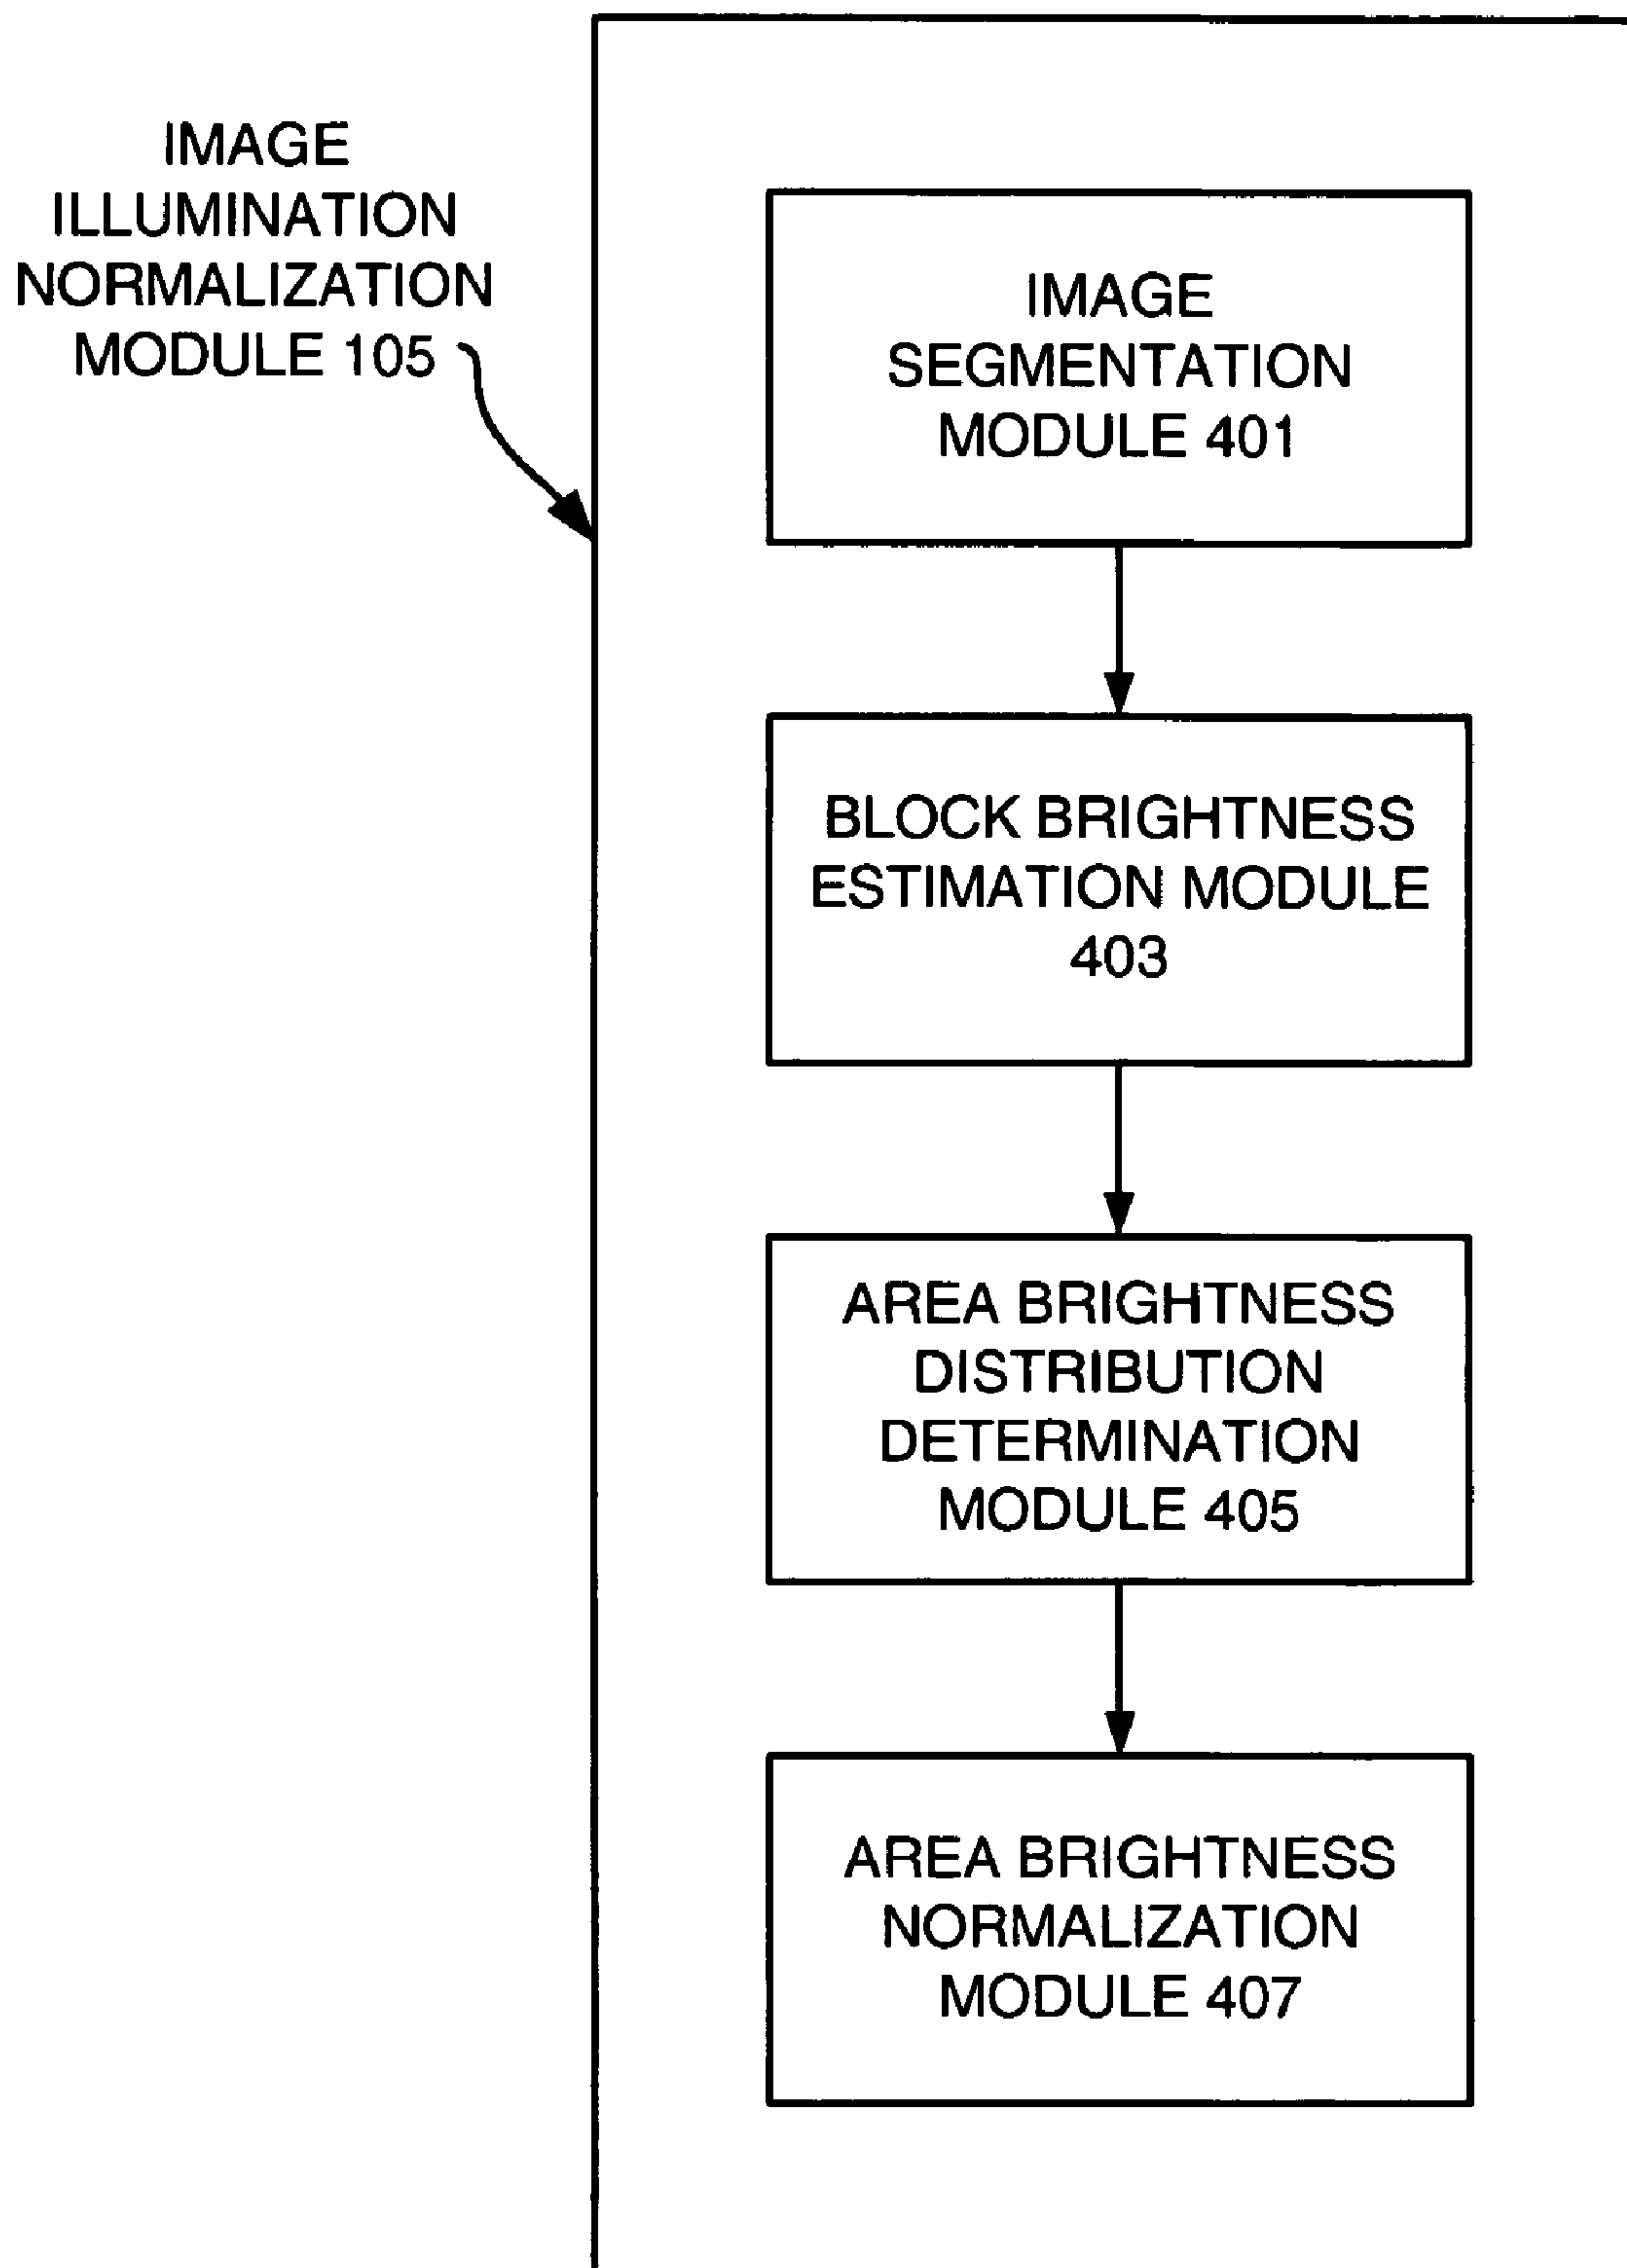 IMAGE
ILLUMINATION
NORMALIZATION
MODULE 105
IMAGE
SEGMENTATION
MODULE 401
BLOCK BRIGHTNESS
ESTIMATION MODULE
403
AREA BRIGHTNESS
DISTRIBUTION
DETERMINATION
MODULE 405
AREA BRIGHTNESS
NORMALIZATION
MODULE 407